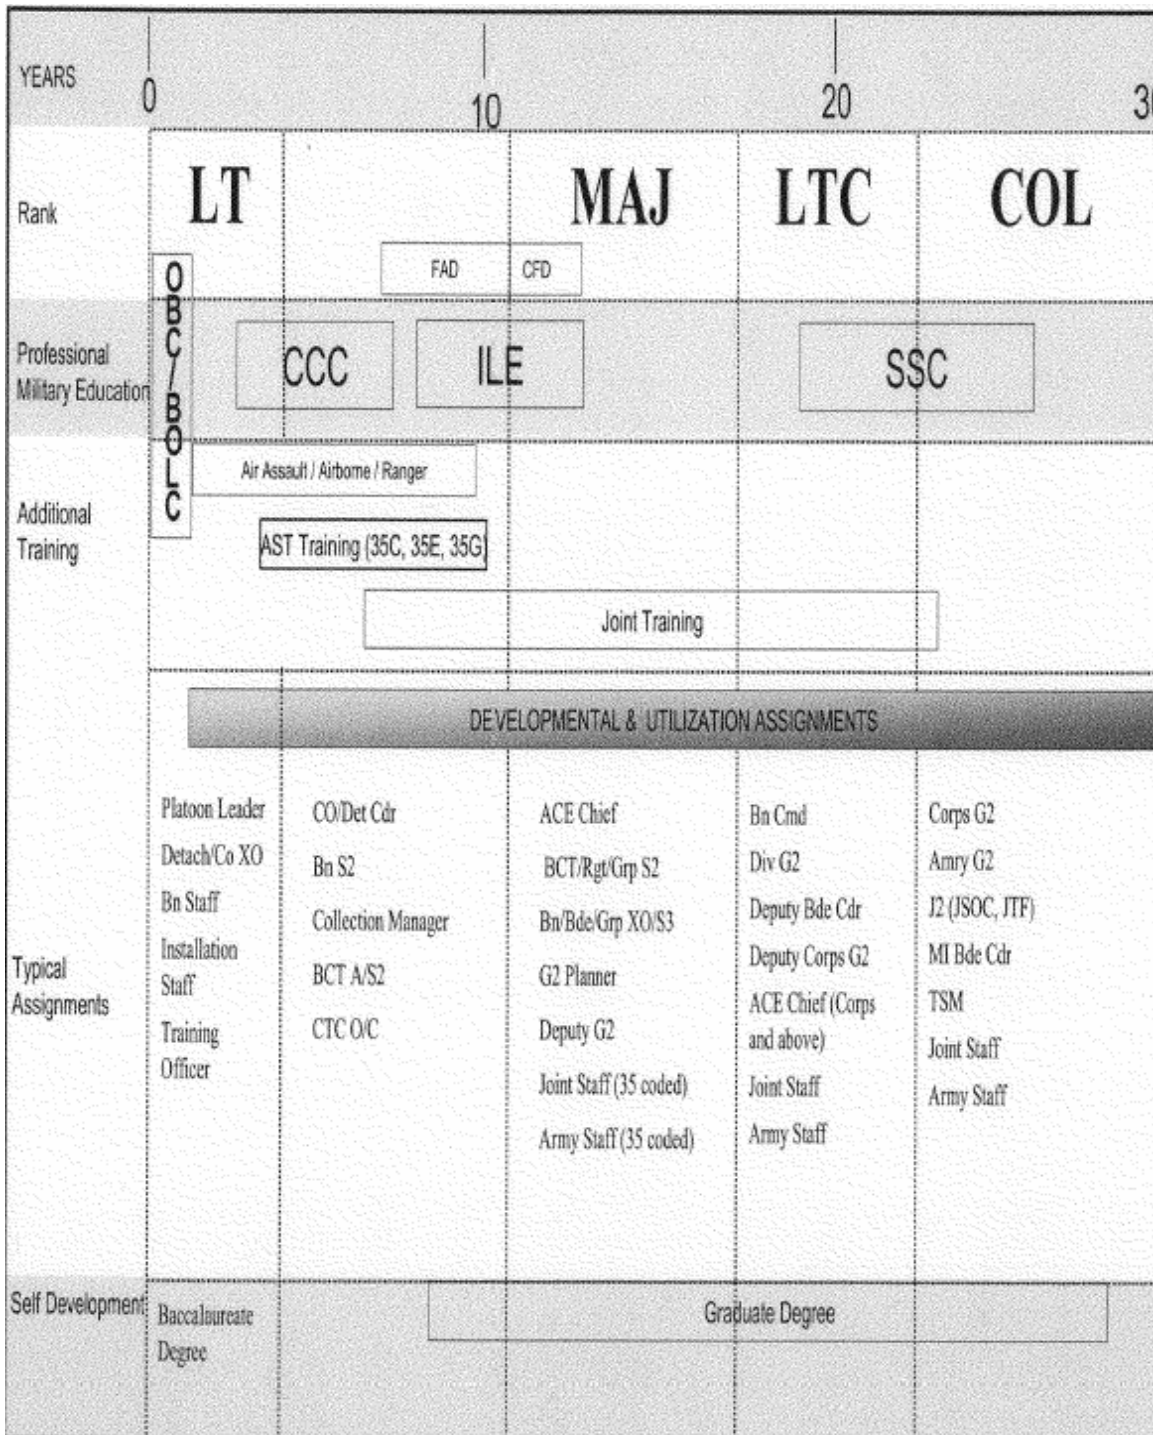 YEARS
0
10
20
30
Rank
LT
MAJ
LTC
COL
FAD
CFD
OBC/BOLC
Professional
Military Education
CCC
ILE
SSC
Additional
Training
Air Assault / Airborne / Ranger
AST Training (35C, 35E, 35G)
Joint Training
DEVELOPMENTAL & UTILIZATION ASSIGNMENTS
Typical
Assignments
Platoon Leader
Detach/Co XO
Bn Staff
Installation
Staff
Training
Officer
CO/Det Cdr
Bn S2
Collection Manager
BCT A/S2
CTC O/C
ACE Chief
BCT/Rgt/Grp S2
Bn/Bde/Grp XO/S3
G2 Planner
Deputy G2
Joint Staff (35 coded)
Army Staff (35 coded)
Bn Cmd
Div G2
Deputy Bde Cdr
Deputy Corps G2
ACE Chief (Corps
and above)
Joint Staff
Army Staff
Corps G2
Amry G2
J2 (JSOC, JTF)
MI Bde Cdr
TSM
Joint Staff
Army Staff
Self Development
Baccalaureate
Degree
Graduate Degree